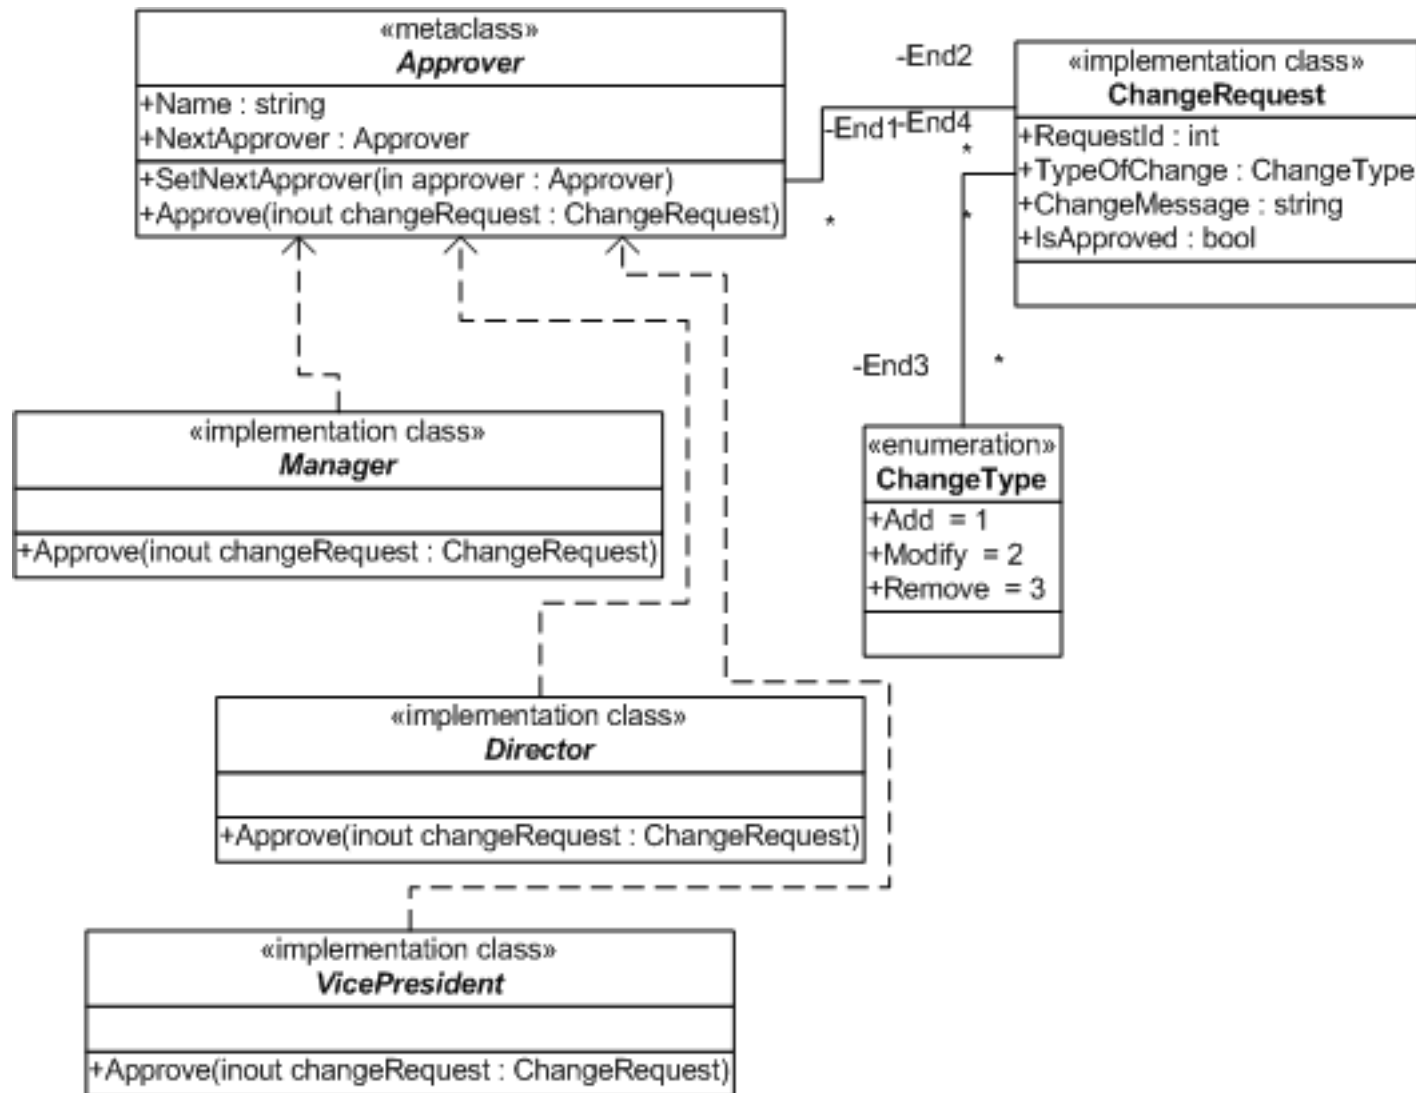 «metaclass»
Approver
+Name : string
+NextApprover : Approver
+SetNextApprover(in approver : Approver)
+Approve(inout changeRequest : ChangeRequest)
-End2
-End1
-End4
*
*
*
«implementation class»
ChangeRequest
+RequestId : int
+TypeOfChange : ChangeType
+ChangeMessage : string
+IsApproved : bool
-End3
*
«implementation class»
Manager
+Approve(inout changeRequest : ChangeRequest)
«enumeration»
ChangeType
+Add = 1
+Modify = 2
+Remove = 3
«implementation class»
Director
+Approve(inout changeRequest : ChangeRequest)
«implementation class»
VicePresident
+Approve(inout changeRequest : ChangeRequest)